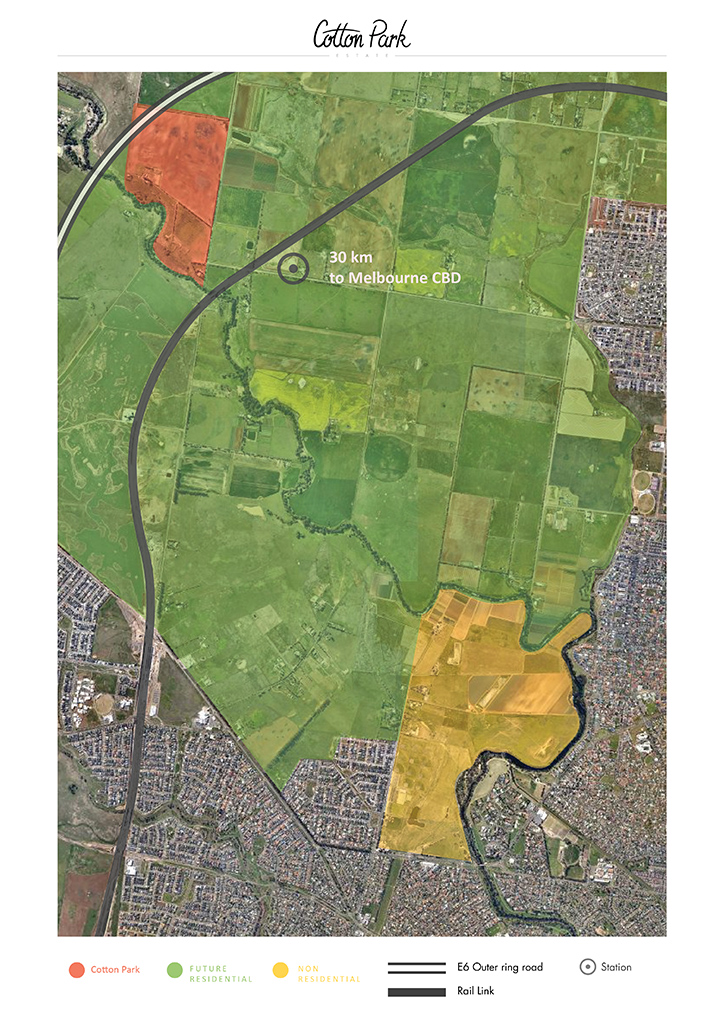 Cotton Park
ESTATE
30 km
to Melbourne CBD
Cotton Park
FUTURE
RESIDENTIAL
NON
RESIDENTIAL
E6 Outer ring road
Rail Link
Station